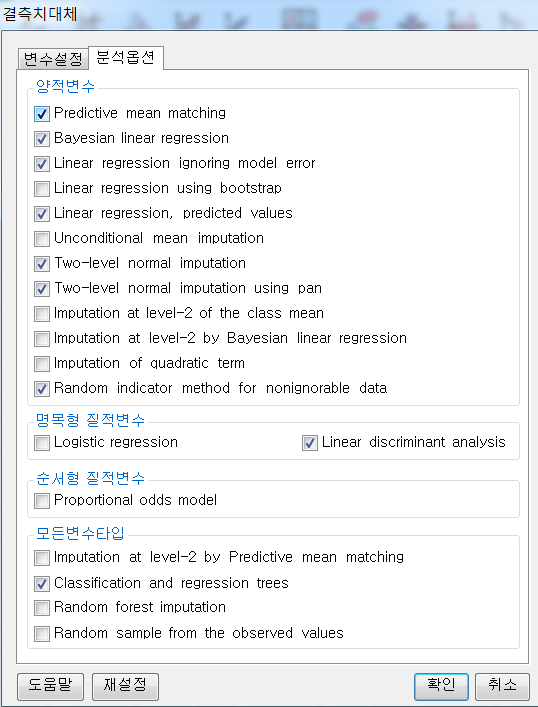 결측치대체
변수설정 분석옵션
양적변수
Predictive mean matching
Bayesian linear regression
Linear regression ignoring model error
Linear regression using bootstrap
Linear regression, predicted values
Unconditional mean imputation
Two-level normal imputation
Two-level normal imputation using pan
Imputation at level-2 of the class mean
Imputation at level-2 by Bayesian linear regression
Imputation of quadratic term
Random indicator method for nonignorable data
명목형 질적변수
Logistic regression Linear discriminant analysis
순서형 질적변수
Proportional odds model
모든변수타입
Imputation at level-2 by Predictive mean matching
Classification and regression trees
Random forest imputation
Random sample from the observed values
도움말 재설정 확인 취소